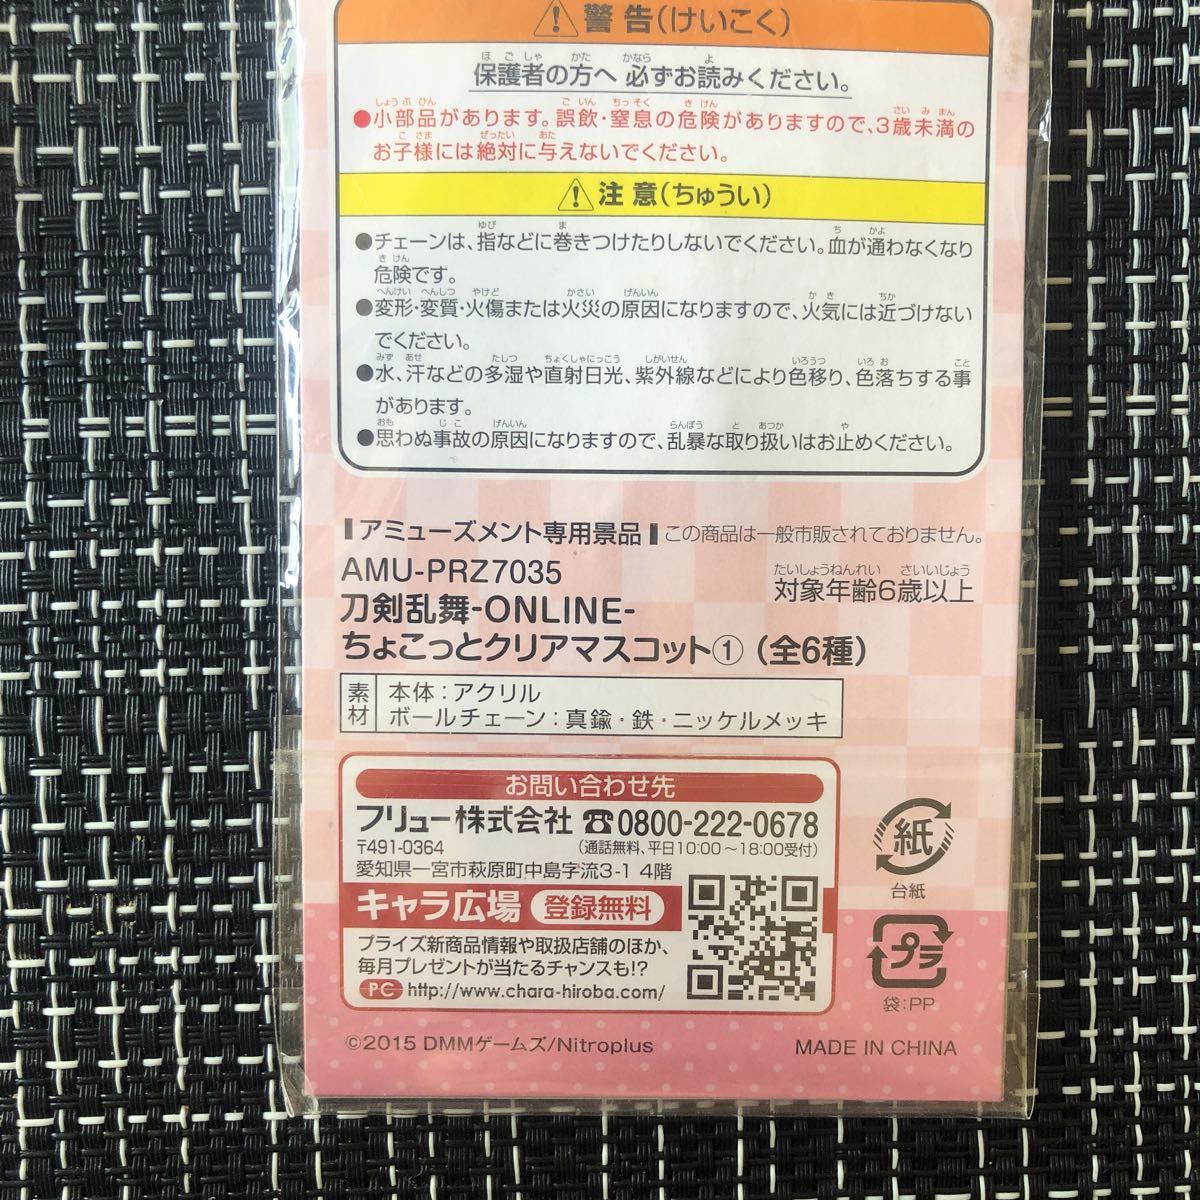 警告(けいこく)
保護者の方へ 必ずお読みください。
●小部品があります。誤飲・窒息の危険がありますので、3歳未満の
お子様には絶対に与えないでください。
注意(ちゅうい)
●チェーンは、指などに巻きつけたりしないでください。血が通わなくなり
危険です。
●変形・変質・火傷または火災の原因になりますので、火気には近づけない
でください。
●水、汗などの多湿や直射日光、紫外線などにより色移り、色落ちする事
があります。
●思わぬ事故の原因になりますので、乱暴な取り扱いはお止めください。
アミューズメント専用景品 この商品は一般市販されておりません。
AMU-PRZ7035
対象年齢6歳以上
刀剣乱舞-ONLINE-
ちょこっとクリアマスコット① (全6種)
素材
本体:アクリル
ボールチェーン:真鍮・鉄・ニッケルメッキ
お問い合わせ先
フリュー株式会社 ☎0800-222-0678
〒491-0364 (通話無料、平日10:00～18:00受付)
愛知県一宮市萩原町中島字流3-1 4階
キャラ広場 登録無料
プライズ新商品情報や取扱店舗のほか、
毎月プレゼントが当たるチャンスも!?
PC http://www.chara-hiroba.com/
紙
台紙
プラ
袋:PP
©2015 DMMゲームズ/Nitroplus
MADE IN CHINA